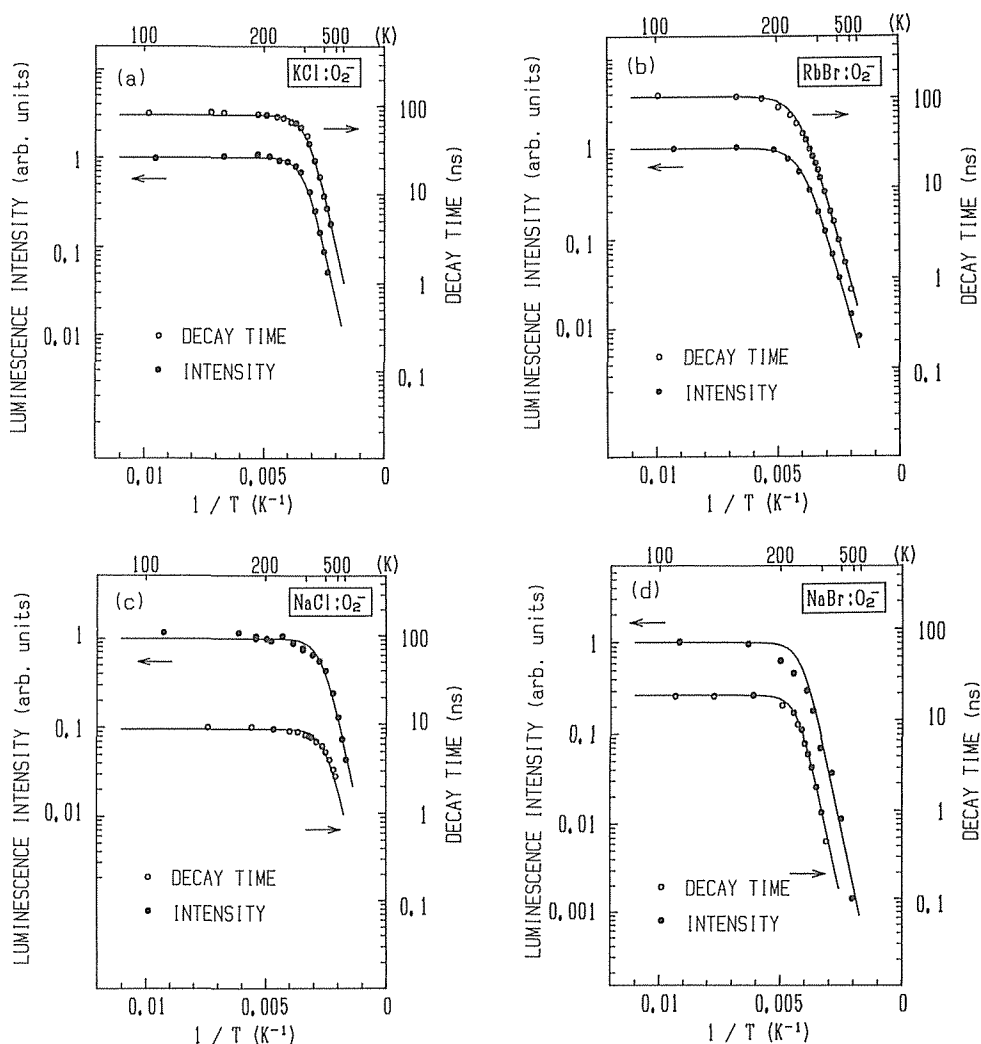 100 200 500 (K)
(a)
KCl:O₂⁻
LUMINESCENCE INTENSITY (arb. units)
1
0.1
0.01
100
10
1
0.1
DECAY TIME (ns)
DECAY TIME
INTENSITY
0.01 0.005 0
1 / T (K⁻¹)
100 200 500 (K)
(b)
RbBr:O₂⁻
LUMINESCENCE INTENSITY (arb. units)
1
0.1
0.01
100
10
1
0.1
DECAY TIME (ns)
DECAY TIME
INTENSITY
0.01 0.005 0
1 / T (K⁻¹)
100 200 500 (K)
(c)
NaCl:O₂⁻
LUMINESCENCE INTENSITY (arb. units)
1
0.1
0.01
100
10
1
0.1
DECAY TIME (ns)
DECAY TIME
INTENSITY
0.01 0.005 0
1 / T (K⁻¹)
100 200 500 (K)
(d)
NaBr:O₂⁻
LUMINESCENCE INTENSITY (arb. units)
1
0.1
0.01
0.001
100
10
1
0.1
DECAY TIME (ns)
DECAY TIME
INTENSITY
0.01 0.005 0
1 / T (K⁻¹)